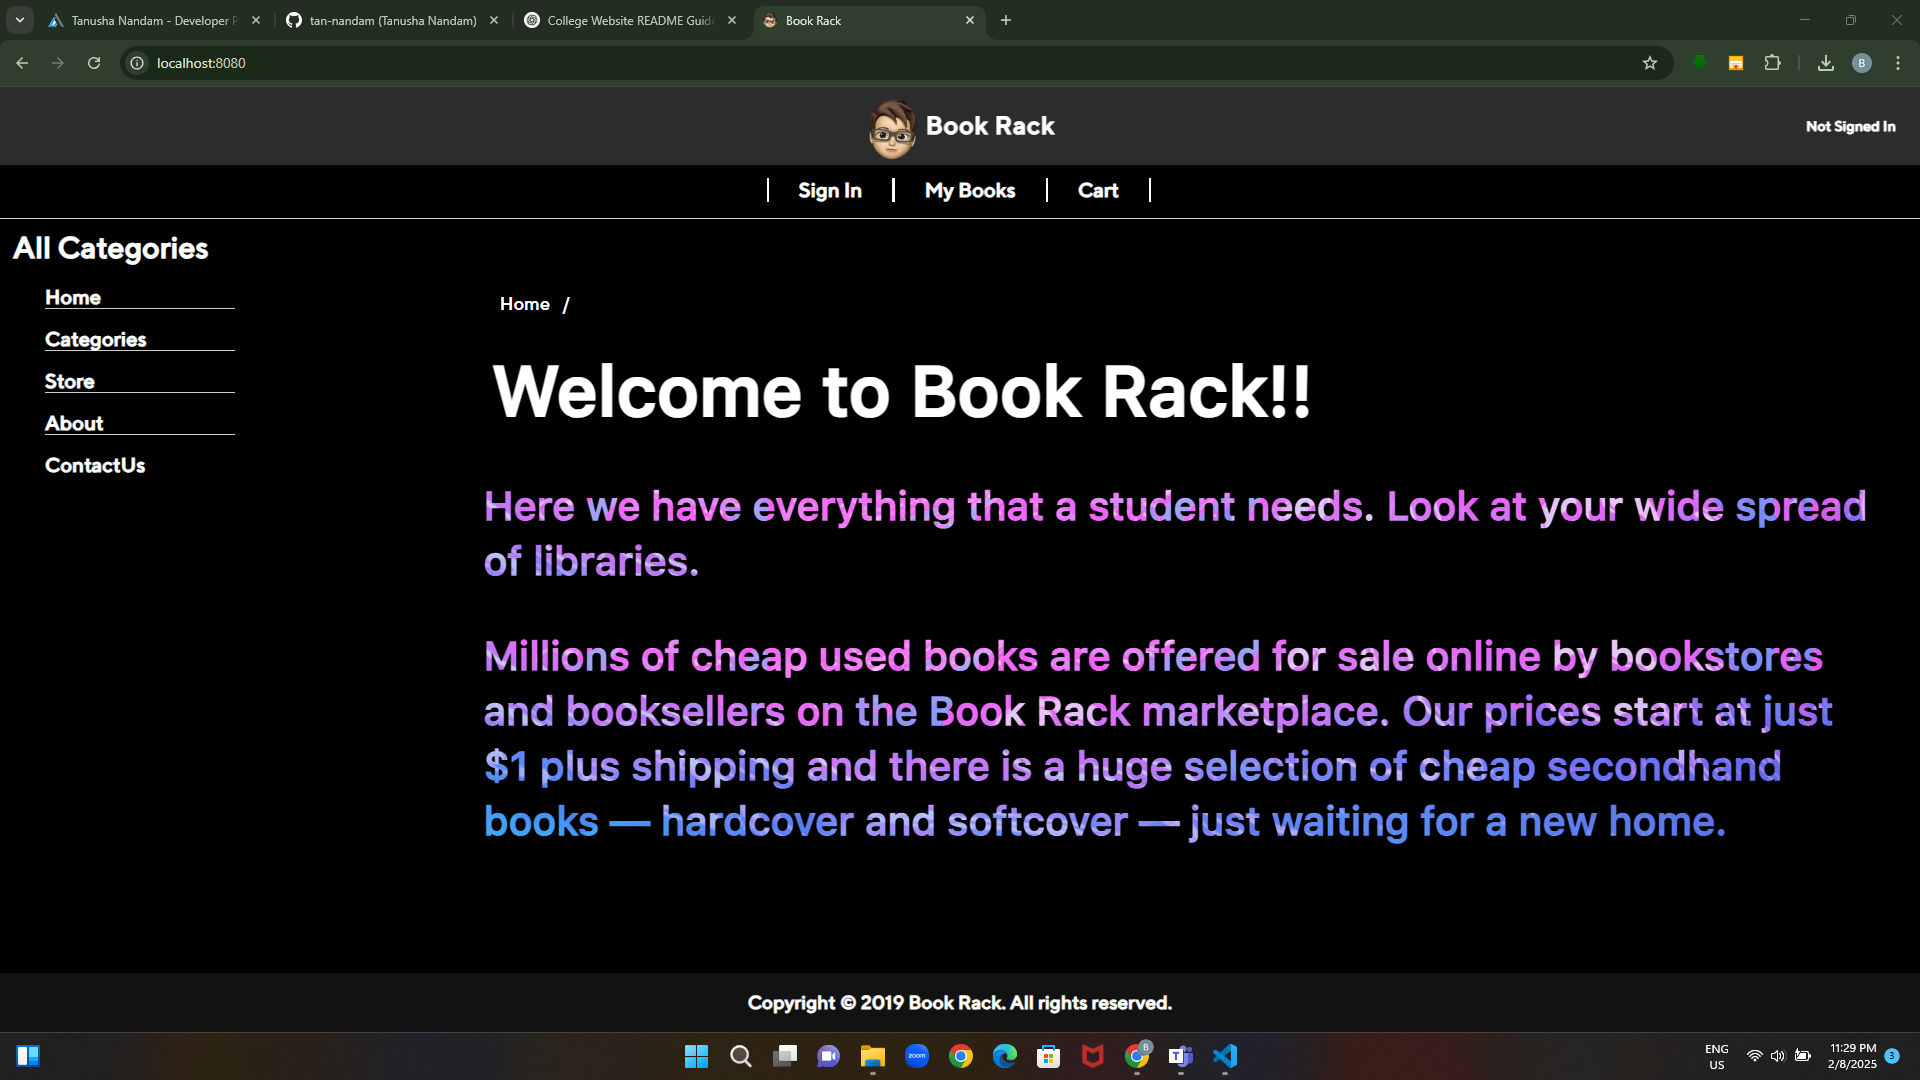 Tanusha Nandam - Developer P
tan-nandam (Tanusha Nandam)
College Website README Guide
Book Rack
localhost:8080
B
Book Rack
Not Signed In
Sign In
My Books
Cart
All Categories
Home
Categories
Store
About
ContactUs
Home /
Welcome to Book Rack!!
Here we have everything that a student needs. Look at your wide spread
of libraries.
Millions of cheap used books are offered for sale online by bookstores
and booksellers on the Book Rack marketplace. Our prices start at just
$1 plus shipping and there is a huge selection of cheap secondhand
books — hardcover and softcover — just waiting for a new home.
Copyright © 2019 Book Rack. All rights reserved.
zoom
B
ENG
US
11:29 PM
2/8/2025
3